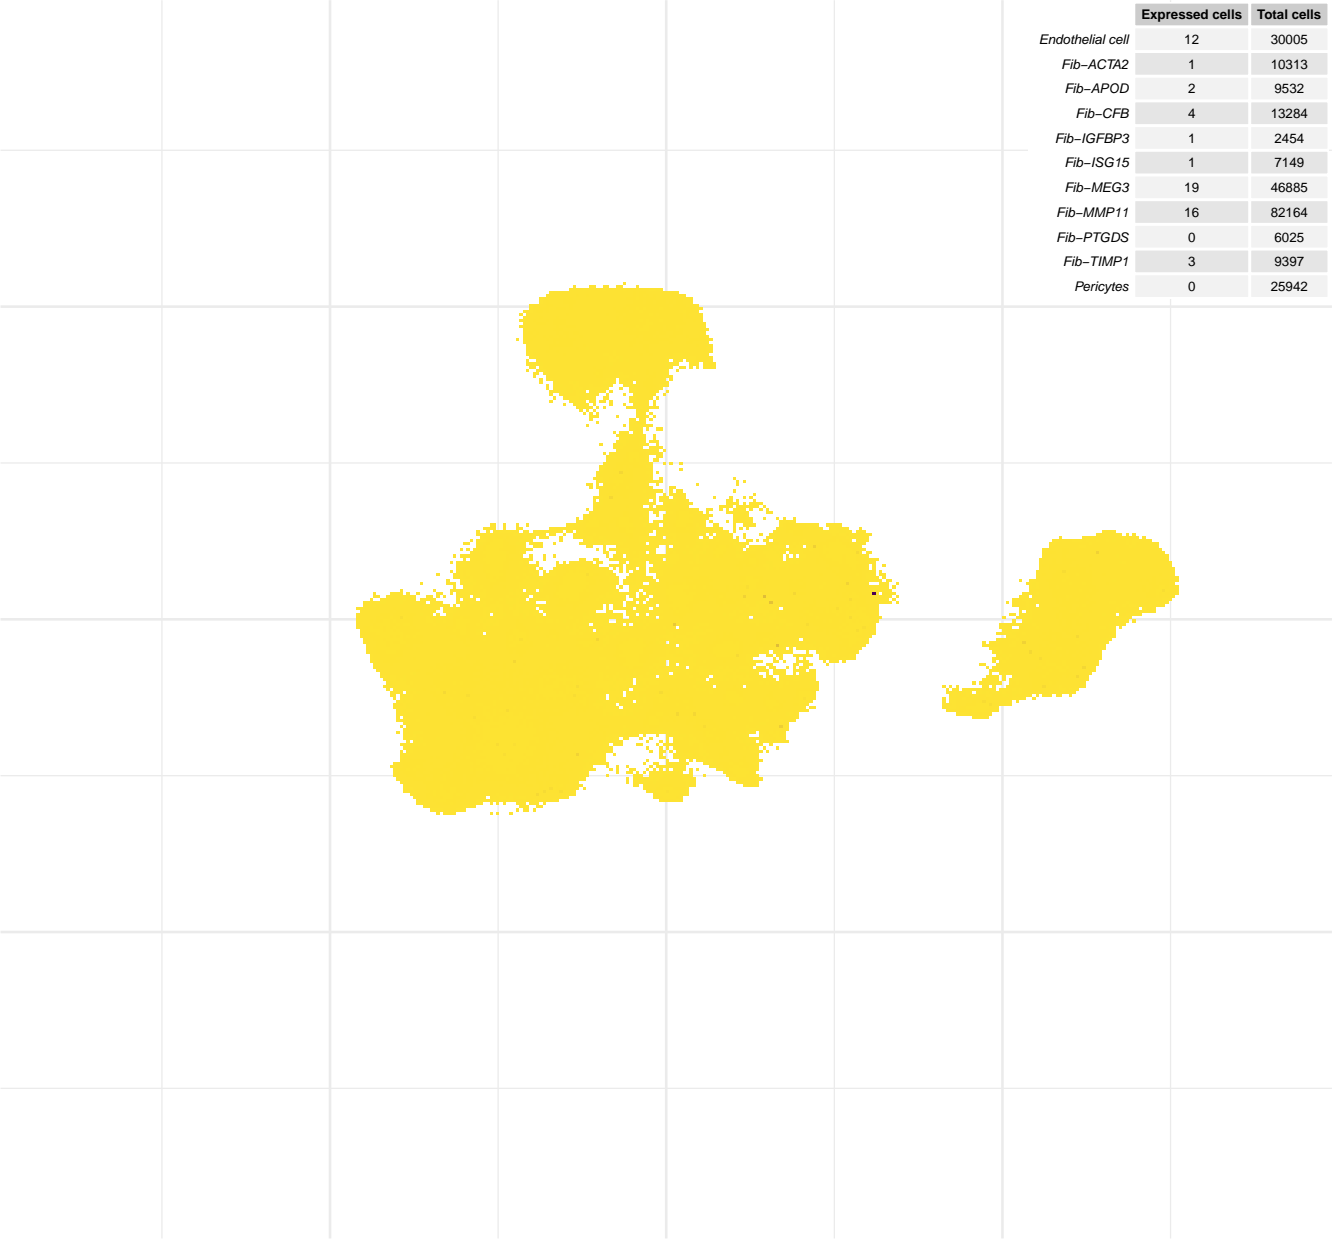 Expressed cells Total cells
Endothelial cell 12 30005
Fib−ACTA2 1 10313
Fib−APOD 2 9532
Fib−CFB 4 13284
Fib−IGFBP3 1 2454
Fib−ISG15 1 7149
Fib−MEG3 19 46885
Fib−MMP11 16 82164
Fib−PTGDS 0 6025
Fib−TIMP1 3 9397
Pericytes 0 25942